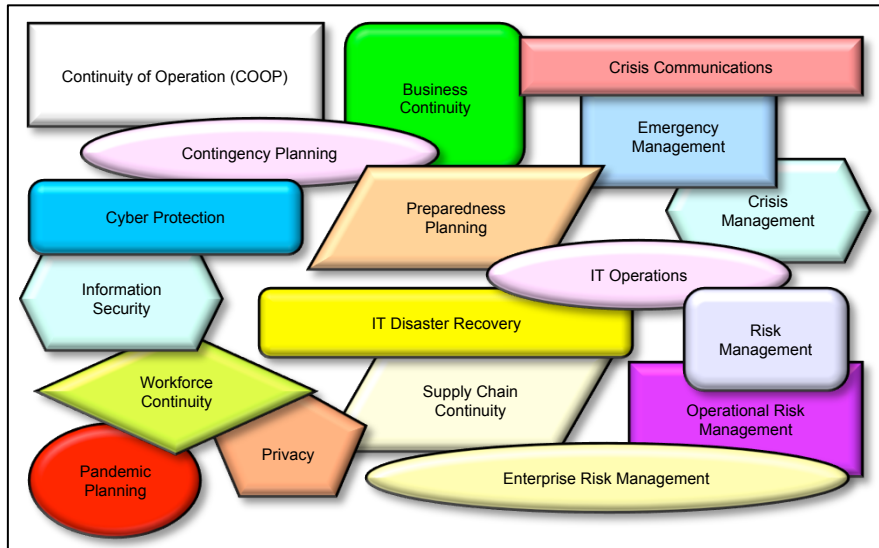 Continuity of Operation (COOP)
Business
Continuity
Crisis Communications
Emergency
Management
Contingency Planning
Cyber Protection
Preparedness
Planning
Crisis
Management
Information
Security
IT Operations
IT Disaster Recovery
Risk
Management
Workforce
Continuity
Supply Chain
Continuity
Operational Risk
Management
Privacy
Pandemic
Planning
Enterprise Risk Management